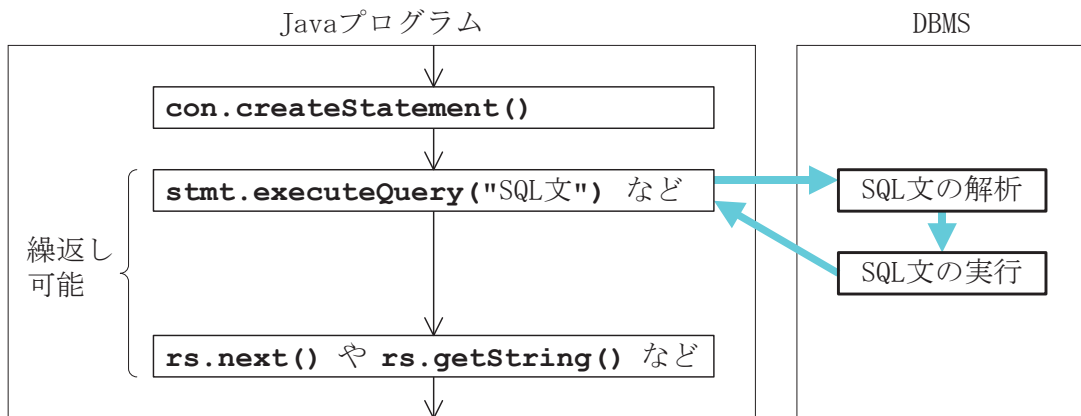 Javaプログラム
DBMS
con.createStatement()
stmt.executeQuery("SQL文") など
SQL文の解析
繰返し
可能
SQL文の実行
rs.next() や rs.getString() など